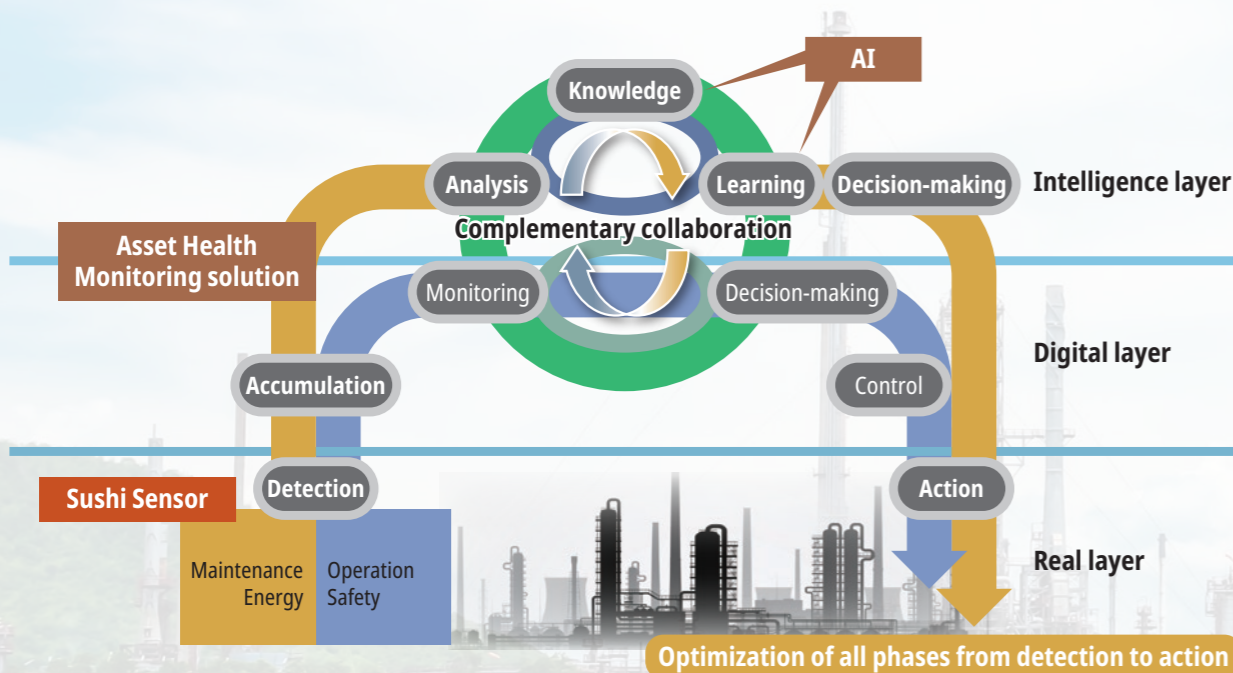 AI
Knowledge
Analysis
Learning
Decision-making
Intelligence layer
Complementary collaboration
Asset Health
Monitoring solution
Monitoring
Decision-making
Digital layer
Accumulation
Control
Sushi Sensor
Detection
Action
Maintenance
Energy
Operation
Safety
Real layer
Optimization of all phases from detection to action